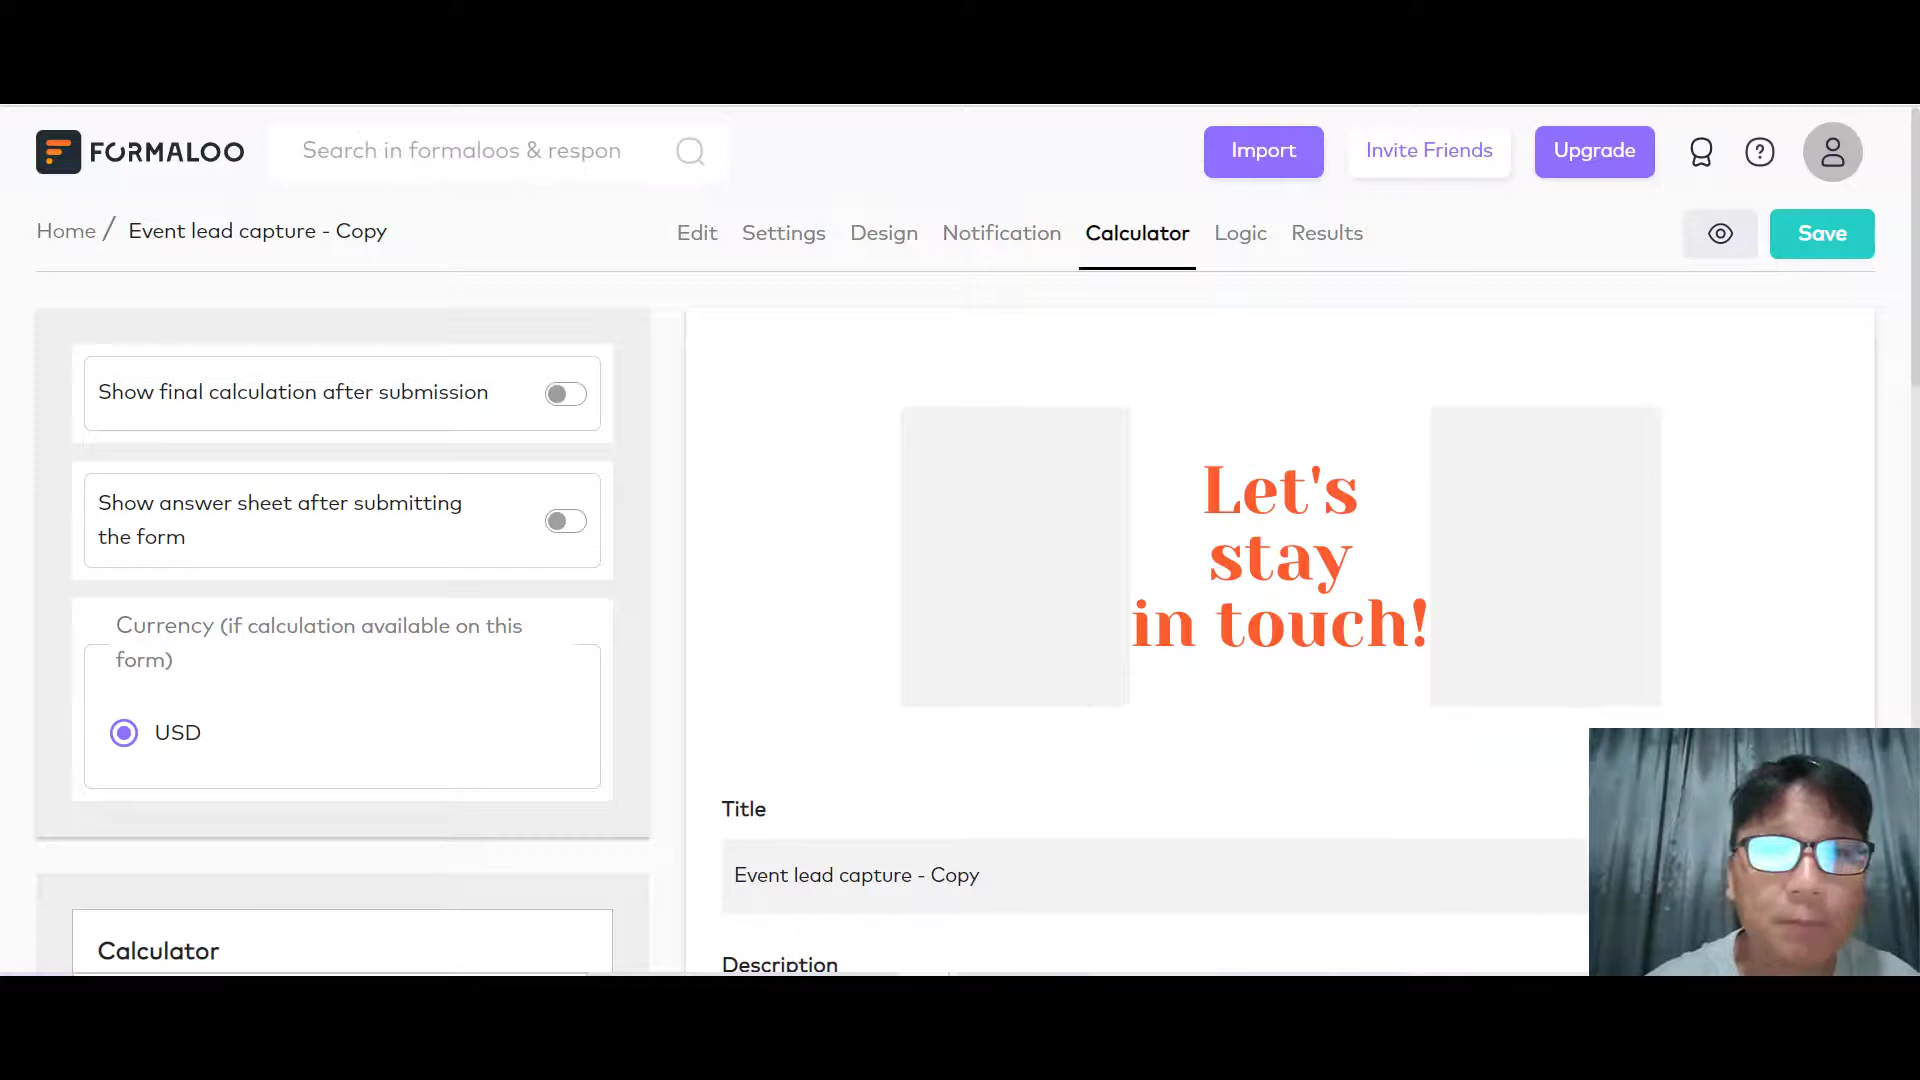 FORMALOO
Search in formaloos & respon
Import
Invite Friends
Upgrade
Home / Event lead capture - Copy
Edit
Settings
Design
Notification
Calculator
Logic
Results
Save
Show final calculation after submission
Show answer sheet after submitting
the form
Currency (if calculation available on this
form)
USD
Calculator
Let's
stay
in touch!
Title
Event lead capture - Copy
Description